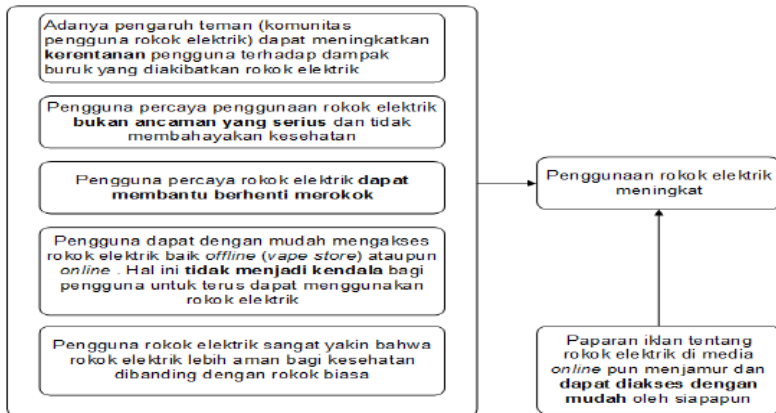 Adanya pengaruh teman (komunitas
pengguna rokok elektrik) dapat meningkatkan
kerentanan pengguna terhadap dampak
buruk yang diakibatkan rokok elektrik
Pengguna percaya penggunaan rokok elektrik
bukan ancaman yang serius dan tidak
membahayakan kesehatan
Pengguna percaya rokok elektrik dapat
membantu berhenti merokok
Pengguna dapat dengan mudah mengakses
rokok elektrik baik offline (vape store) ataupun
online . Hal ini tidak menjadi kendala bagi
pengguna untuk terus dapat menggunakan
rokok elektrik
Pengguna rokok elektrik sangat yakin bahwa
rokok elektrik lebih aman bagi kesehatan
dibanding dengan rokok biasa
Penggunaan rokok elektrik
meningkat
Paparan iklan tentang
rokok elektrik di media
online pun menjamur dan
dapat diakses dengan
mudah oleh siapapun